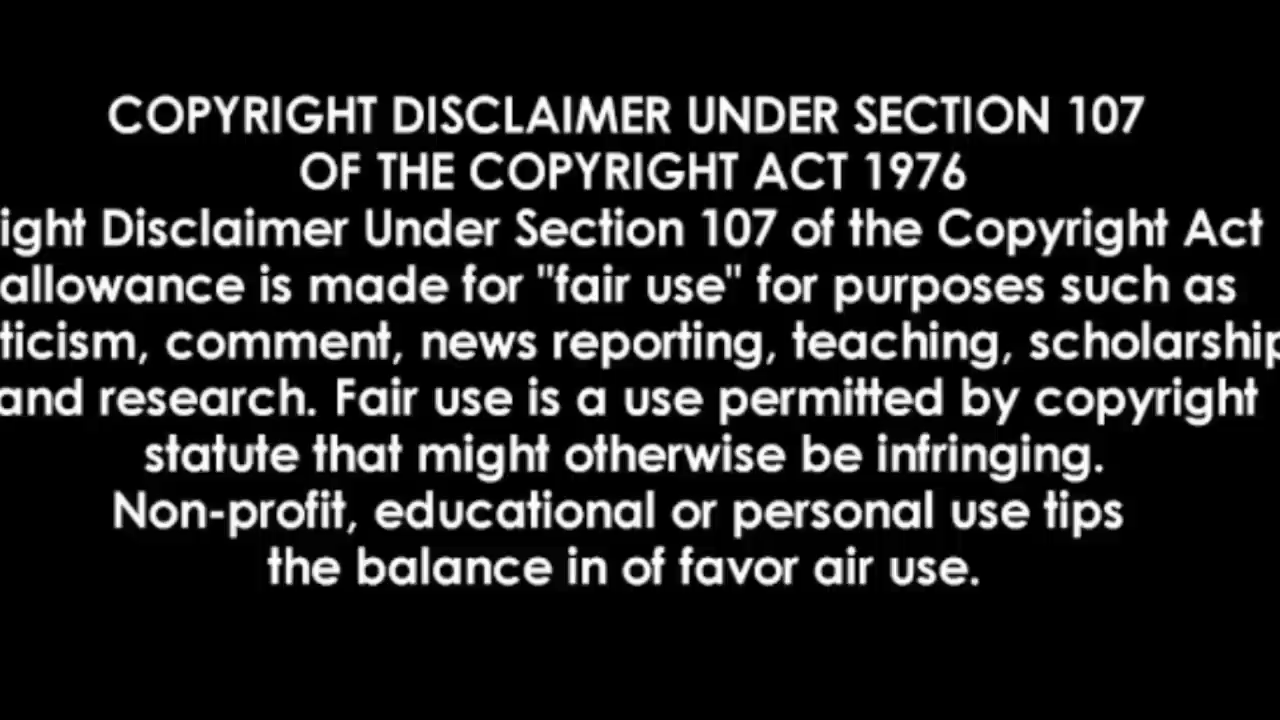 COPYRIGHT DISCLAIMER UNDER SECTION 107
OF THE COPYRIGHT ACT 1976
ight Disclaimer Under Section 107 of the Copyright Act
allowance is made for "fair use" for purposes such as
ticism, comment, news reporting, teaching, scholarship
and research. Fair use is a use permitted by copyright
statute that might otherwise be infringing.
Non-profit, educational or personal use tips
the balance in of favor air use.